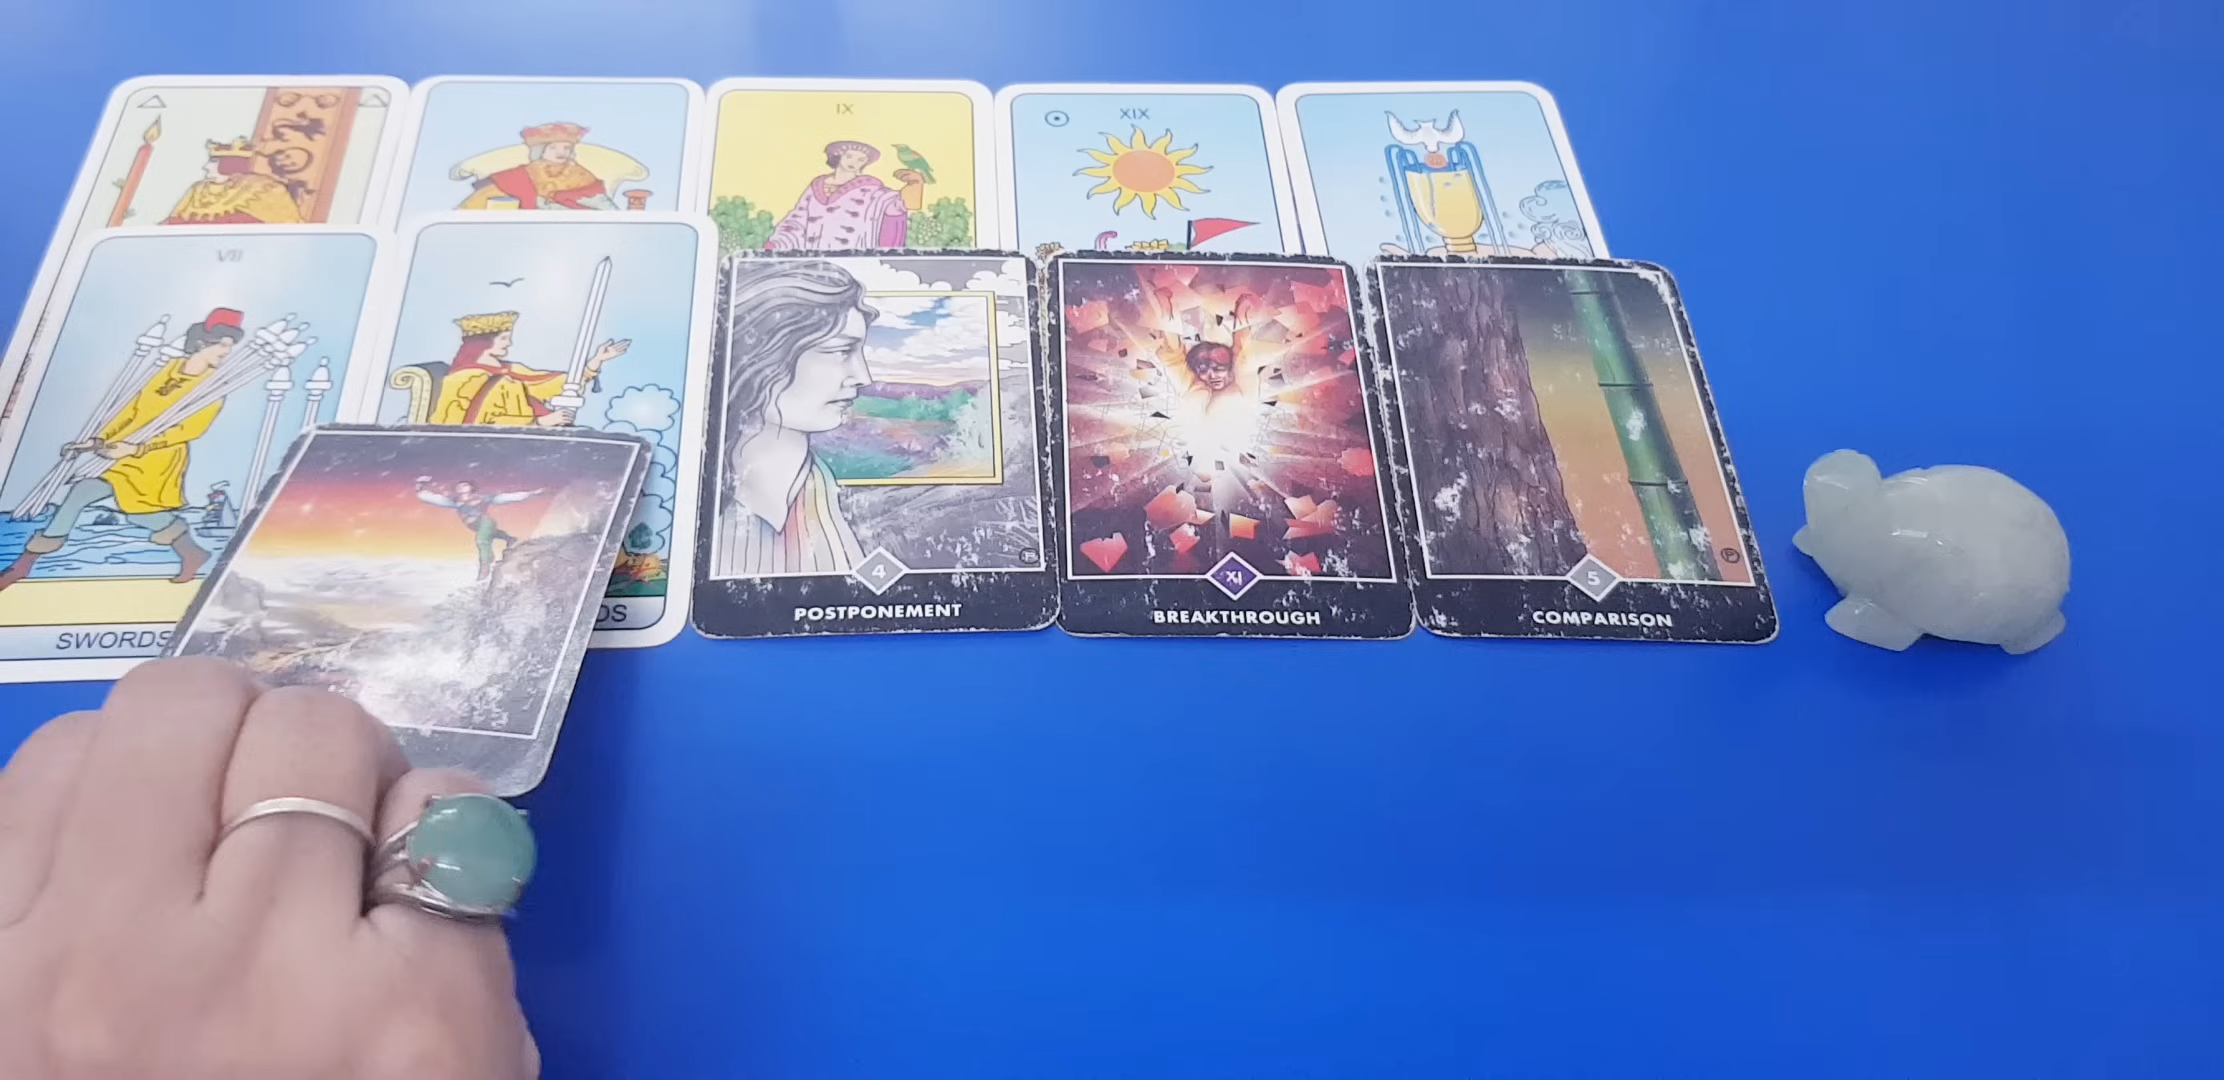 IX
XIX
VII
SWORDS
DS
4
POSTPONEMENT
XI
BREAKTHROUGH
5
COMPARISON